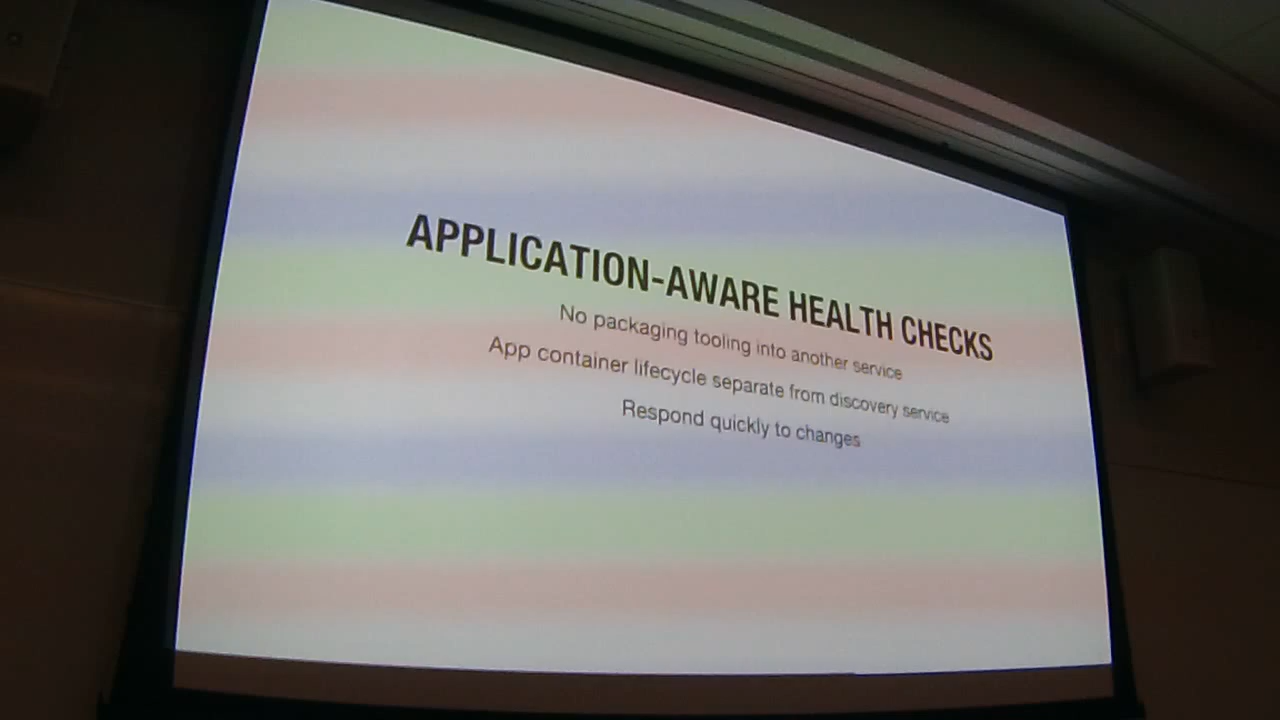 APPLICATION-AWARE HEALTH CHECKS
No packaging tooling into another service
App container lifecycle separate from discovery service
Respond quickly to changes